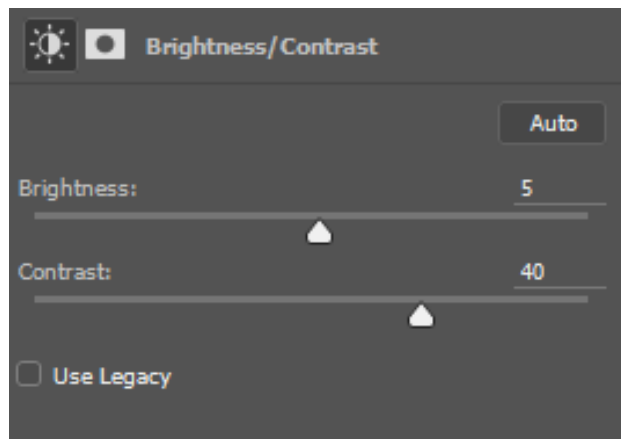 Brightness/Contrast
Auto
Brightness: 5
Contrast: 40
Use Legacy